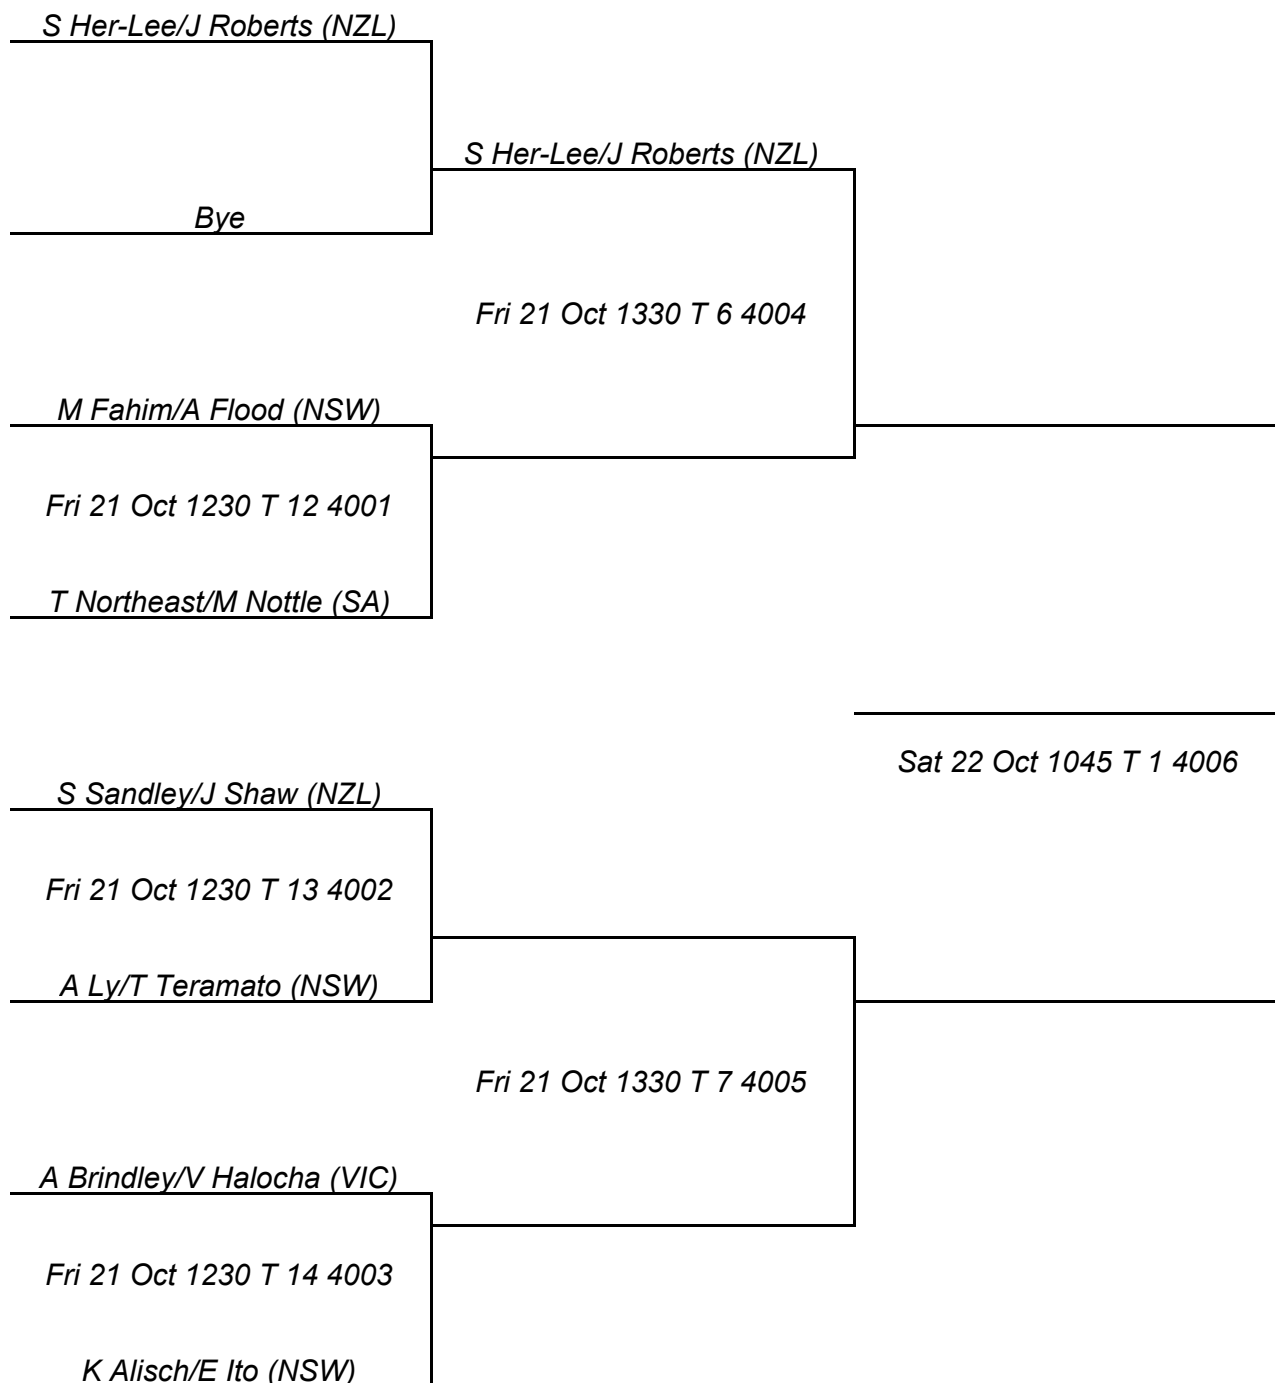 S Her-Lee/J Roberts (NZL)
S Her-Lee/J Roberts (NZL)
Bye
Fri 21 Oct 1330 T 6 4004
M Fahim/A Flood (NSW)
Fri 21 Oct 1230 T 12 4001
T Northeast/M Nottle (SA)
Sat 22 Oct 1045 T 1 4006
S Sandley/J Shaw (NZL)
Fri 21 Oct 1230 T 13 4002
A Ly/T Teramato (NSW)
Fri 21 Oct 1330 T 7 4005
A Brindley/V Halocha (VIC)
Fri 21 Oct 1230 T 14 4003
K Alisch/E Ito (NSW)